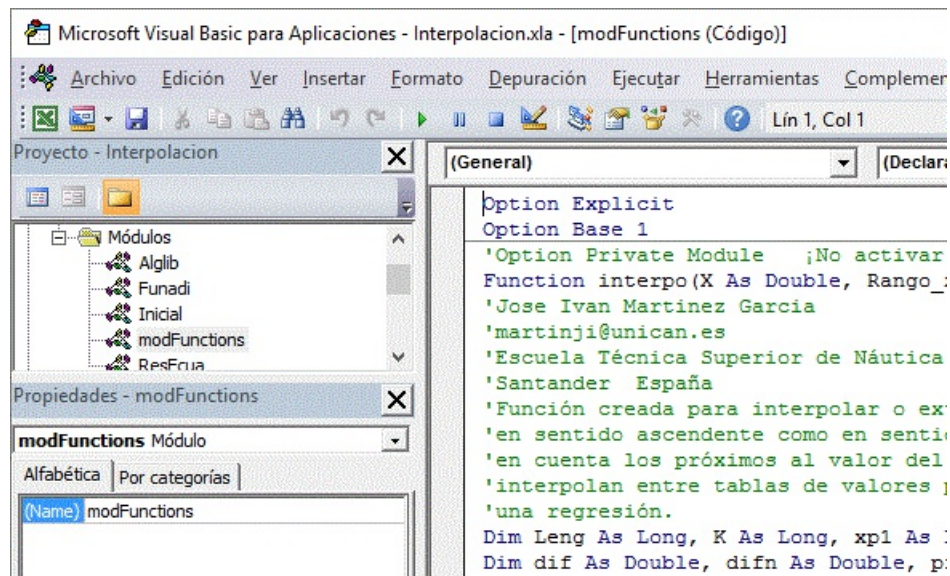 Microsoft Visual Basic para Aplicaciones - Interpolacion.xla - [modFunctions (Código)]
Archivo Edición Ver Insertar Formato Depuración Ejecutar Herramientas Complemen
Lín 1, Col 1
Proyecto - Interpolacion
Módulos
Alglib
Funadi
Inicial
modFunctions
ResEcua
Propiedades - modFunctions
modFunctions Módulo
Alfabética Por categorías
(Name) modFunctions
(General) (Declar
Option Explicit
Option Base 1
'Option Private Module ¡No activar
Function interpo(X As Double, Rango_
'Jose Ivan Martinez Garcia
'martinji@unican.es
'Escuela Técnica Superior de Náutica
'Santander España
'Función creada para interpolar o ex
'en sentido ascendente como en senti
'en cuenta los próximos al valor del
'interpolan entre tablas de valores
'una regresión.
Dim Leng As Long, K As Long, xp1 As
Dim dif As Double, difn As Double, p